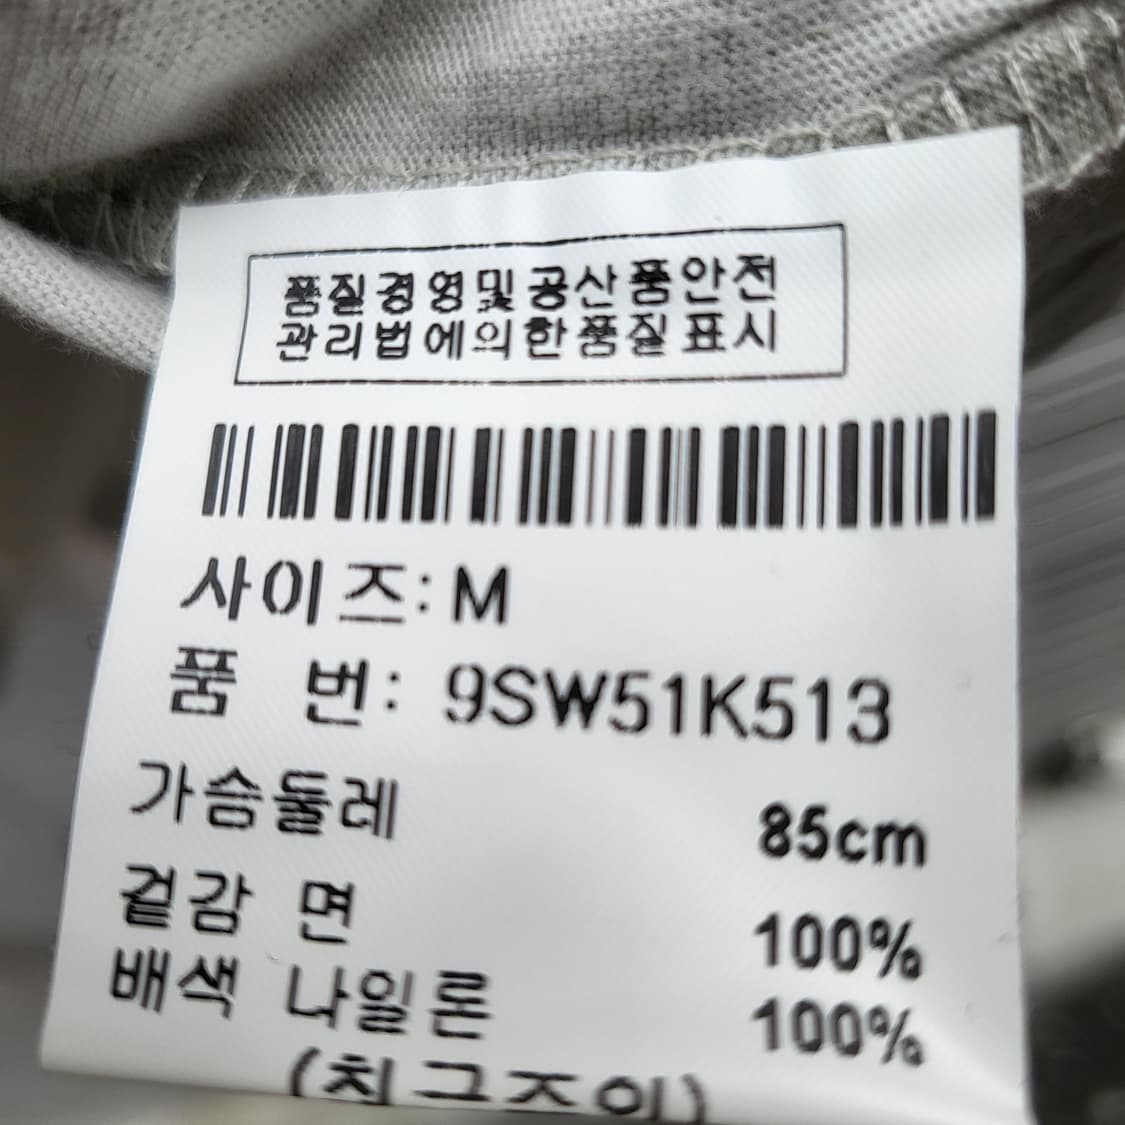 품질경영및공산품안전
관리법에의한품질표시
사이즈: M
품 번: 9SW51K513
가슴둘레 85cm
겉감 면 100%
배색 나일론 100%